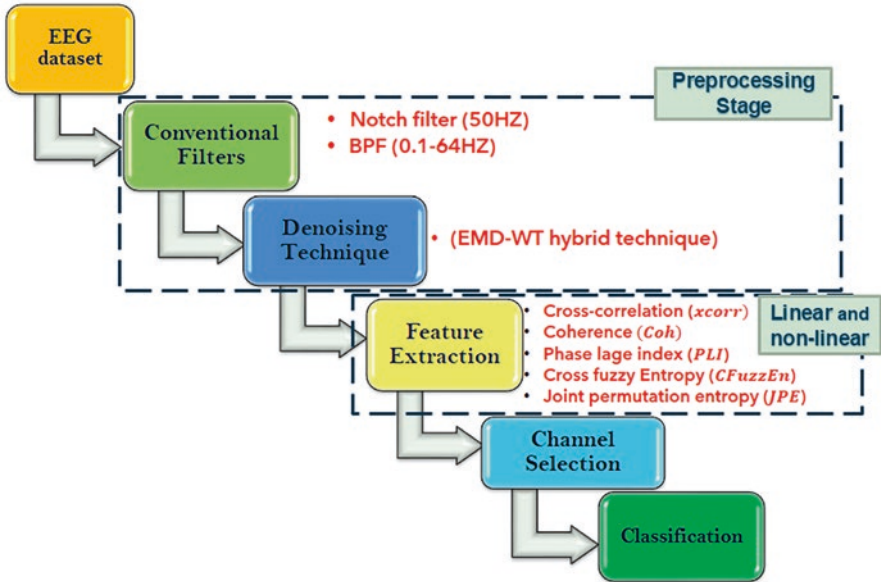 EEG
dataset
Preprocessing
Stage
Conventional
Filters
• Notch filter (50HZ)
• BPF (0.1-64HZ)
Denoising
Technique
• (EMD-WT hybrid technique)
Feature
Extraction
• Cross-correlation (xcorr)
• Coherence (Coh)
• Phase lage index (PLI)
• Cross fuzzy Entropy (CFuzzEn)
• Joint permutation entropy (JPE)
Linear and
non-linear
Channel
Selection
Classification